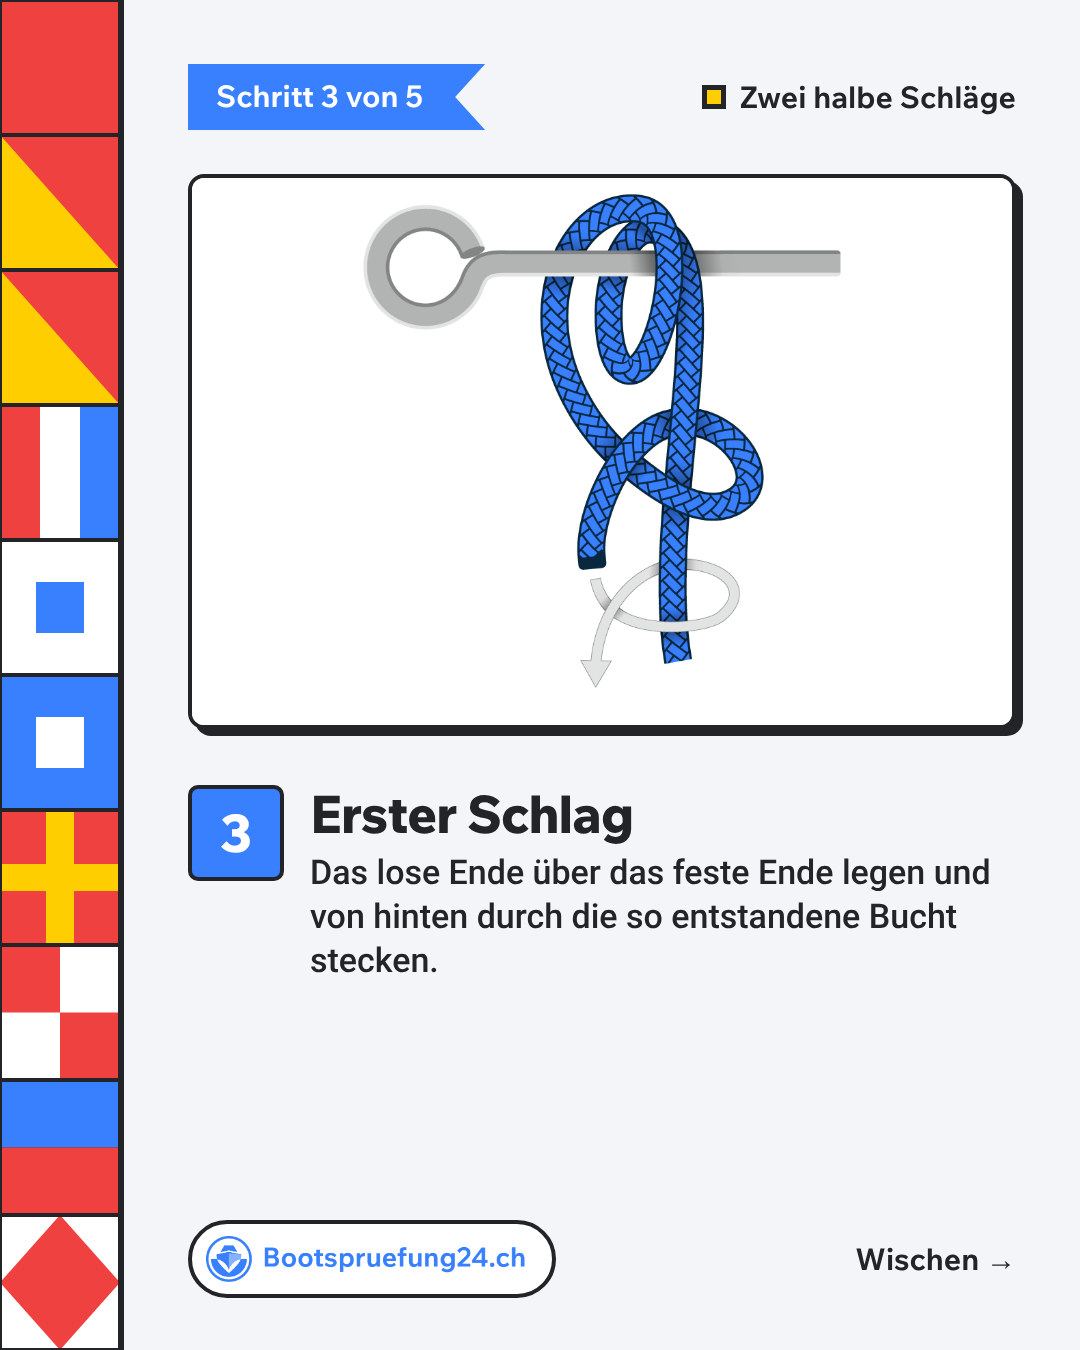 Schritt 3 von 5
Zwei halbe Schläge
3
Erster Schlag
Das lose Ende über das feste Ende legen und
von hinten durch die so entstandene Bucht
stecken.
Bootspruefung24.ch
Wischen →